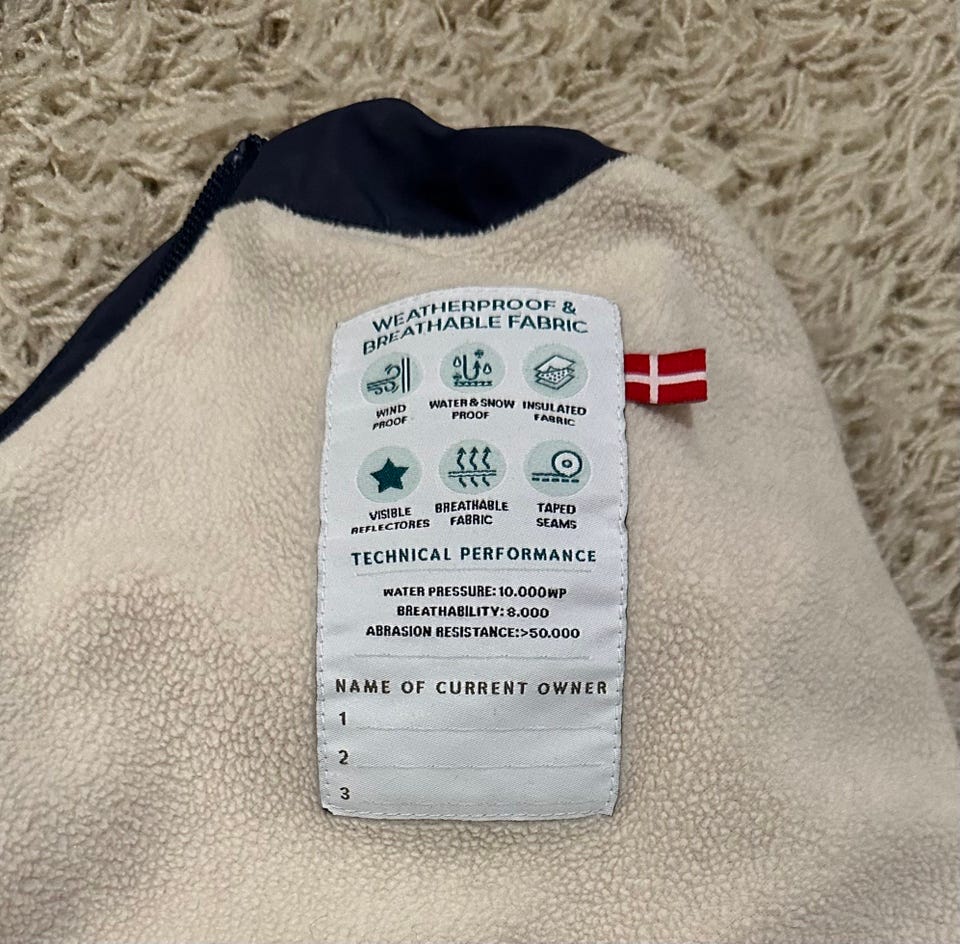 WEATHERPROOF &
BREATHABLE FABRIC
WIND
PROOF
WATER & SNOW
PROOF
INSULATED
FABRIC
VISIBLE
REFLECTORES
BREATHABLE
FABRIC
TAPED
SEAMS
TECHNICAL PERFORMANCE
WATER PRESSURE: 10.000WP
BREATHABILITY: 8.000
ABRASION RESISTANCE:>50.000
NAME OF CURRENT OWNER
1
2
3